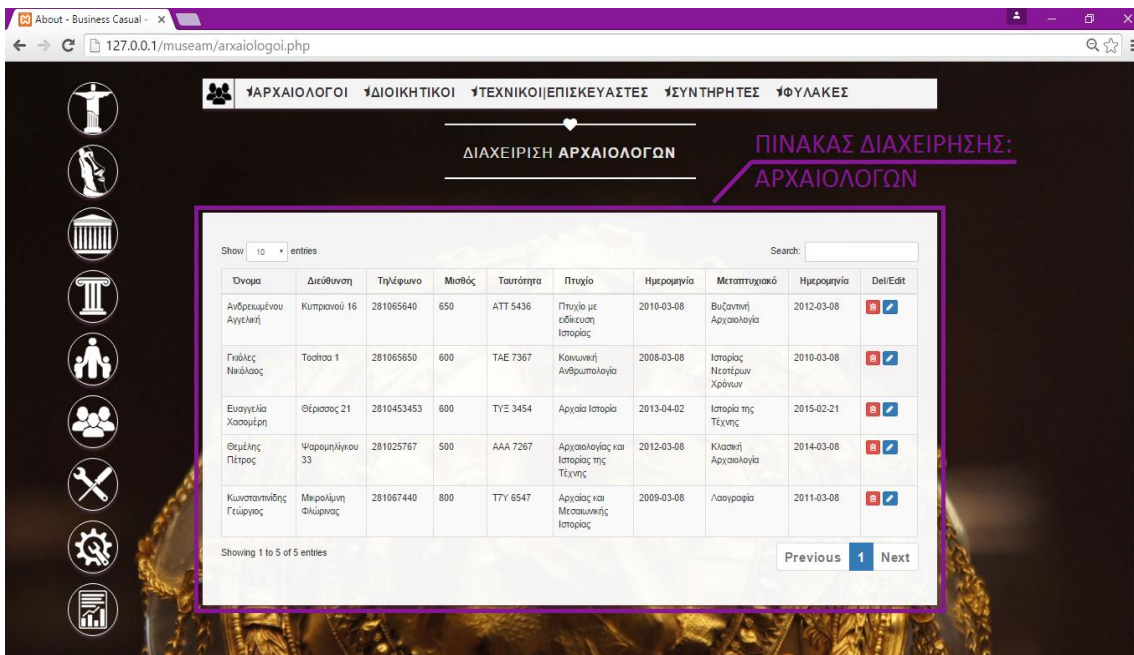 About - Business Casual -
127.0.0.1/museam/arxaiologoi.php
ΑΡΧΑΙΟΛΟΓΟΙ ΔΙΟΙΚΗΤΙΚΟΙ ΤΕΧΝΙΚΟΙ|ΕΠΙΣΚΕΥΑΣΤΕΣ ΣΥΝΤΗΡΗΤΕΣ ΦΥΛΑΚΕΣ
ΔΙΑΧΕΙΡΙΣΗ ΑΡΧΑΙΟΛΟΓΩΝ
ΠΙΝΑΚΑΣ ΔΙΑΧΕΙΡΗΣΗΣ:
ΑΡΧΑΙΟΛΟΓΩΝ
Show 10 entries Search:
Όνομα Διεύθυνση Τηλέφωνο Μισθός Ταυτότητα Πτυχίο Ημερομηνία Μεταπτυχιακό Ημερομηνία Del/Edit
Ανδρειωμένου Κυπριανού 16 281065640 650 ΑΤΤ 5436 Πτυχίο με 2010-03-08 Βυζαντινή 2012-03-08
Αγγελική ειδίκευση Αρχαιολογία
Ιστορίας
Γκιόλες Τοσίτσα 1 281065650 600 ΤΑΕ 7367 Κοινωνική 2008-03-08 Ιστορίας 2010-03-08
Νικόλαος Ανθρωπολογία Νεοτέρων
Χρόνων
Ευαγγελία Θέρισσος 21 2810453453 600 ΤΥΞ 3454 Αρχαία Ιστορία 2013-04-02 Ιστορία της 2015-02-21
Χασομέρη Τέχνης
Θεμέλης Ψαρομηλίγκου 281025767 500 ΑΑΑ 7267 Αρχαιολογίας και 2012-03-08 Κλασική 2014-03-08
Πέτρος 33 Ιστορίας της Αρχαιολογία
Τέχνης
Κωνσταντινίδης Μικρολίμνη 281067440 800 Τ7Υ 6547 Αρχαίας και 2009-03-08 Λαογραφία 2011-03-08
Γεώργιος Φλώρινας Μεσαιωνικής
Ιστορίας
Showing 1 to 5 of 5 entries Previous 1 Next